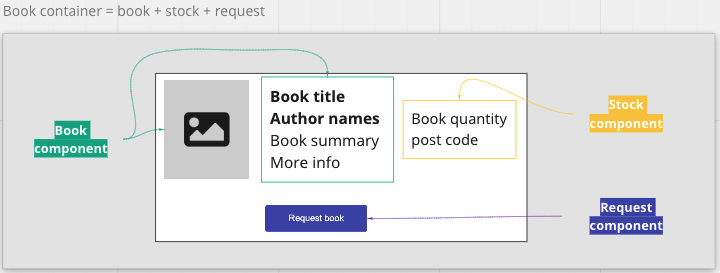 Book container = book + stock + request
Book
component
Book title
Author names
Book summary
More info
Book quantity
post code
Stock
component
Request book
Request
component